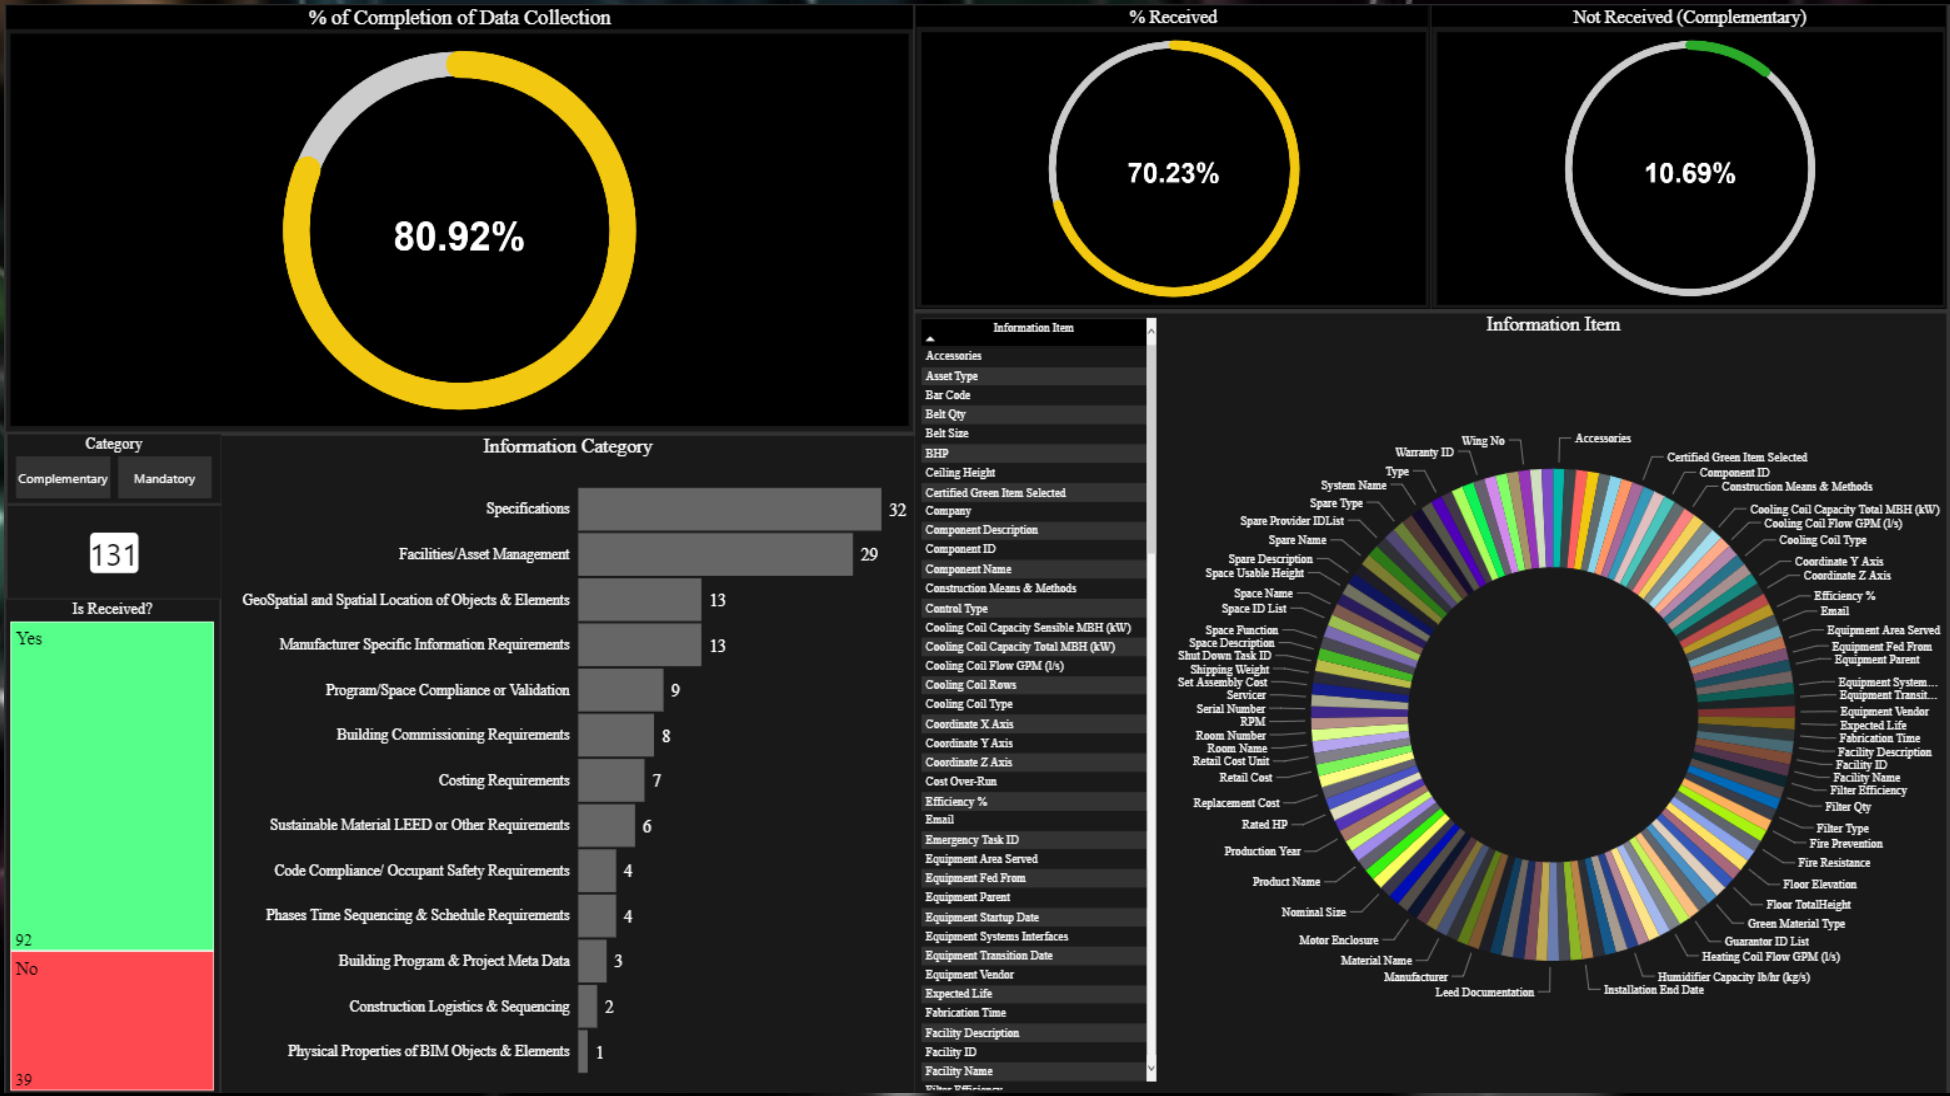 % of Completion of Data Collection
80.92%
% Received
70.23%
Not Received (Complementary)
10.69%
Category
Complementary
Mandatory
131
Is Received?
Yes
92
No
39
Information Category
Specifications 32
Facilities/Asset Management 29
GeoSpatial and Spatial Location of Objects & Elements 13
Manufacturer Specific Information Requirements 13
Program/Space Compliance or Validation 9
Building Commissioning Requirements 8
Costing Requirements 7
Sustainable Material LEED or Other Requirements 6
Code Compliance/ Occupant Safety Requirements 4
Phases Time Sequencing & Schedule Requirements 4
Building Program & Project Meta Data 3
Construction Logistics & Sequencing 2
Physical Properties of BIM Objects & Elements 1
Information Item
Accessories
Asset Type
Bar Code
Belt Qty
Belt Size
BHP
Ceiling Height
Certified Green Item Selected
Company
Component Description
Component ID
Component Name
Construction Means & Methods
Control Type
Cooling Coil Capacity Sensible MBH (kW)
Cooling Coil Capacity Total MBH (kW)
Cooling Coil Flow GPM (l/s)
Cooling Coil Rows
Cooling Coil Type
Coordinate X Axis
Coordinate Y Axis
Coordinate Z Axis
Cost Over-Run
Efficiency %
Email
Emergency Task ID
Equipment Area Served
Equipment Fed From
Equipment Parent
Equipment Startup Date
Equipment Systems Interfaces
Equipment Transition Date
Equipment Vendor
Expected Life
Fabrication Time
Facility Description
Facility ID
Facility Name
Filter Efficiency
Information Item
Accessories
Certified Green Item Selected
Component ID
Construction Means & Methods
Cooling Coil Capacity Total MBH (kW)
Cooling Coil Flow GPM (l/s)
Cooling Coil Type
Coordinate Y Axis
Coordinate Z Axis
Efficiency %
Email
Equipment Area Served
Equipment Fed From
Equipment Parent
Equipment System...
Equipment Transit...
Equipment Vendor
Expected Life
Fabrication Time
Facility Description
Facility ID
Facility Name
Filter Efficiency
Filter Qty
Filter Type
Fire Prevention
Fire Resistance
Floor Elevation
Floor TotalHeight
Green Material Type
Guarantor ID List
Heating Coil Flow GPM (l/s)
Humidifier Capacity lb/hr (kg/s)
Installation End Date
Leed Documentation
Manufacturer
Material Name
Motor Enclosure
Nominal Size
Product Name
Production Year
Rated HP
Replacement Cost
Retail Cost
Retail Cost Unit
Room Name
Room Number
RPM
Serial Number
Servicer
Set Assembly Cost
Shipping Weight
Shut Down Task ID
Space Description
Space Function
Space ID List
Space Name
Space Usable Height
Spare Description
Spare Name
Spare Provider IDList
Spare Type
System Name
Type
Warranty ID
Wing No